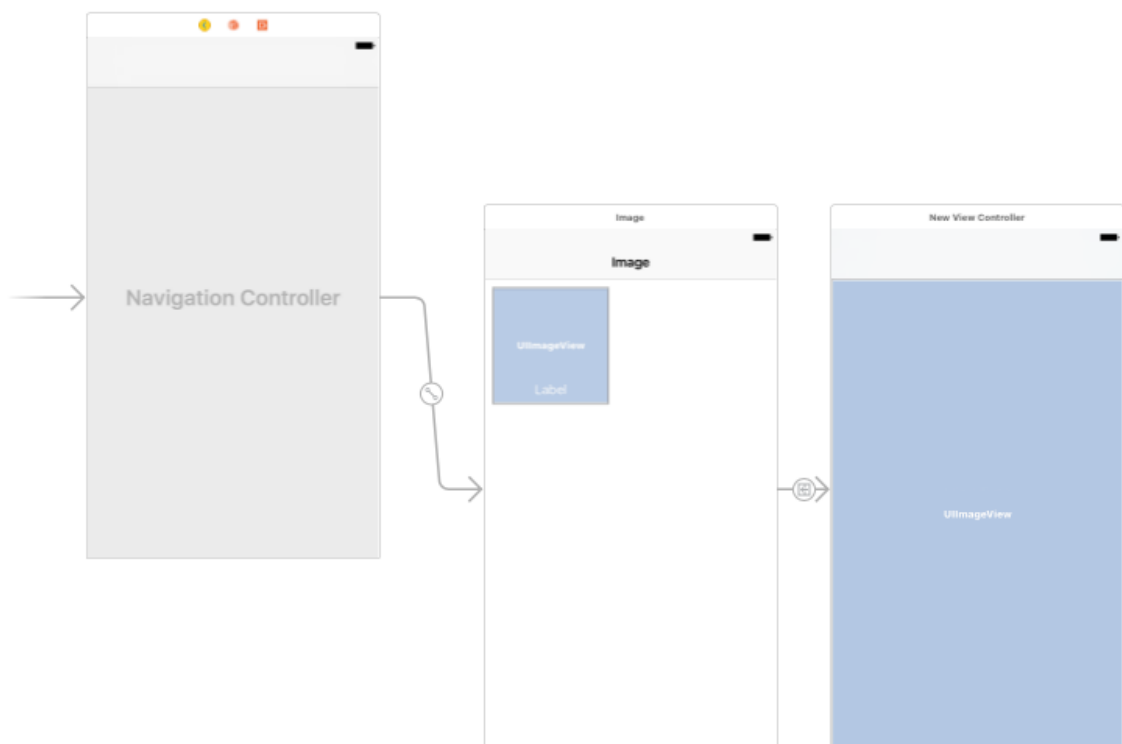 Navigation Controller
Image
Image
UIImageView
Label
New View Controller
UIImageView